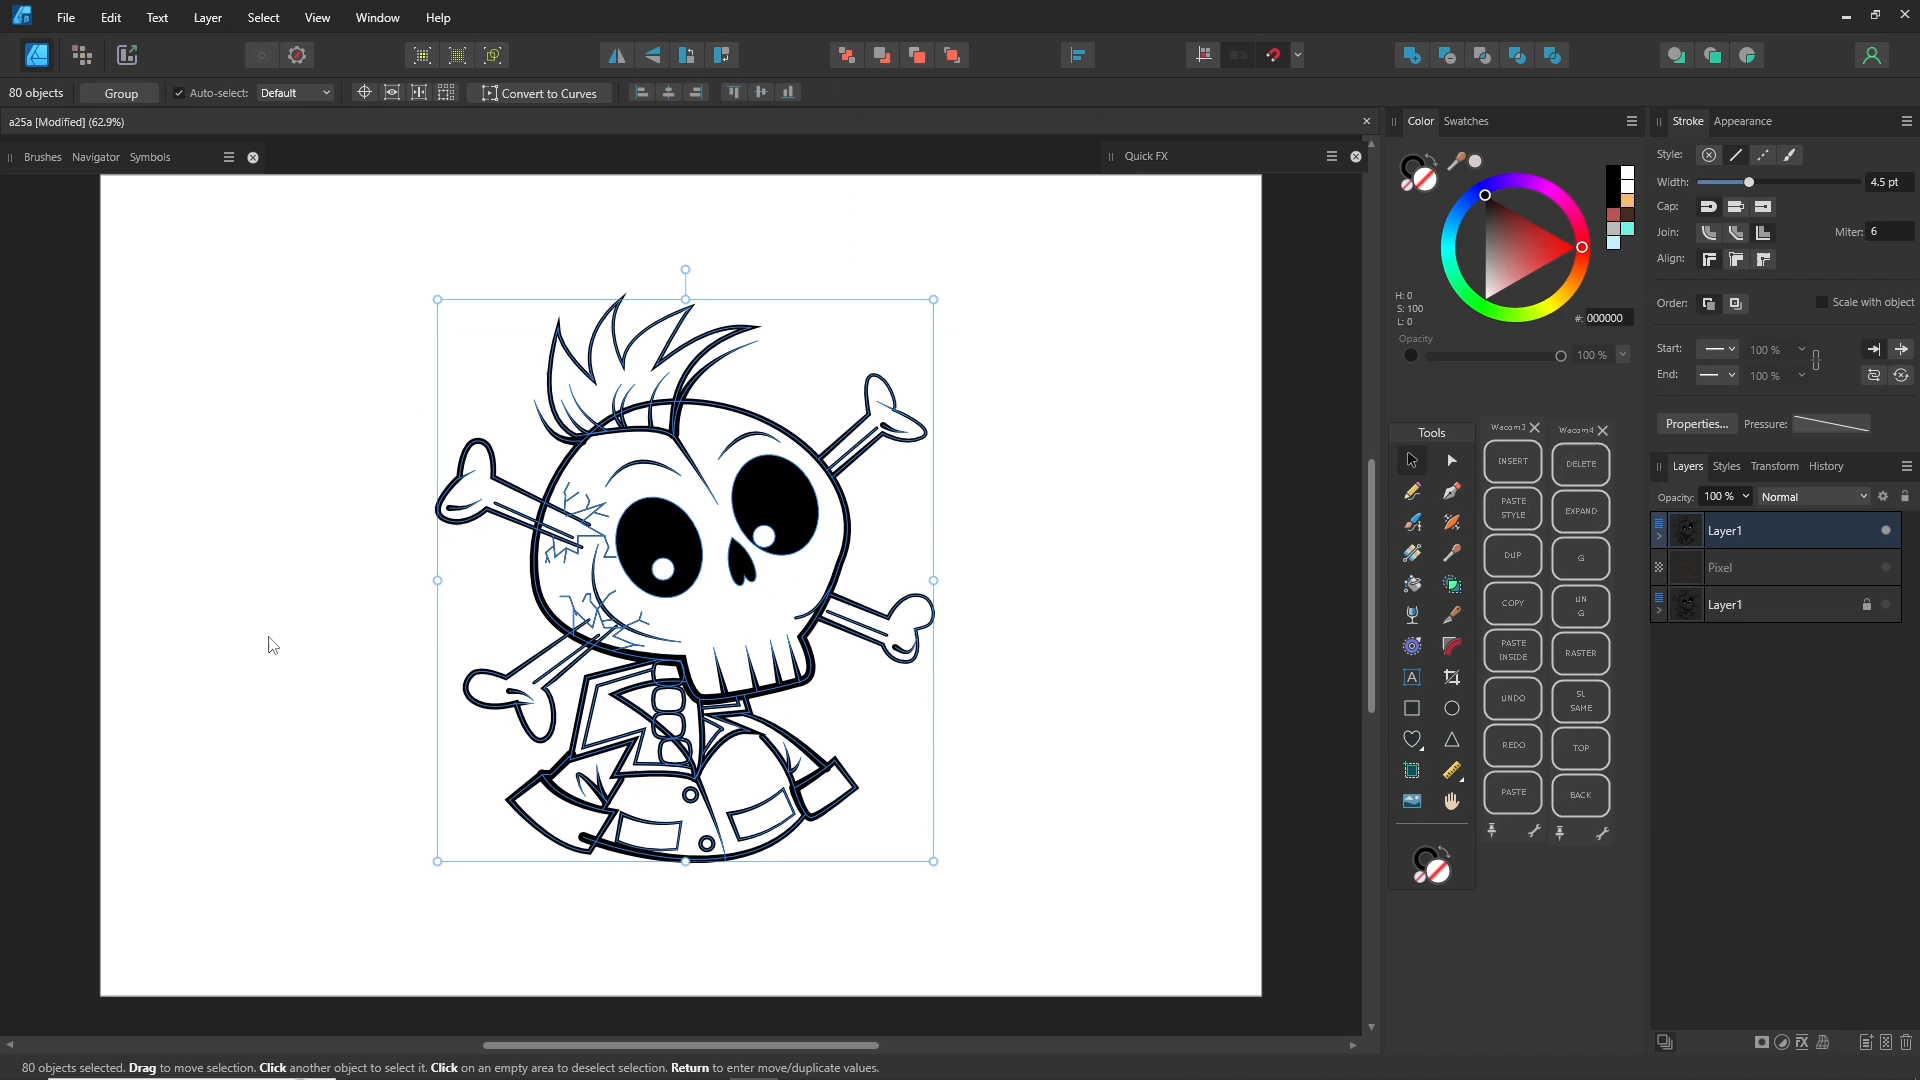 File Edit Text Layer Select View Window Help
80 objects Group Auto-select: Default Convert to Curves
a25a [Modified] (62.9%)
Brushes Navigator Symbols
Quick FX
Color Swatches
H: 0
S: 100
L: 0
#: 000000
Opacity
100 %
Stroke Appearance
Style:
Width: 4.5 pt
Cap:
Join: Miter: 6
Align:
Order: Scale with object
Start: 100 %
End: 100 %
Properties... Pressure:
Tools
A
Wacom3
INSERT
PASTE
STYLE
DUP
COPY
PASTE
INSIDE
UNDO
REDO
PASTE
Wacom4
DELETE
EXPAND
G
UN
G
RASTER
SL
SAME
TOP
BACK
Layers Styles Transform History
Opacity: 100 % Normal
Layer1
Pixel
Layer1
80 objects selected. Drag to move selection. Click another object to select it. Click on an empty area to deselect selection. Return to enter move/duplicate values.